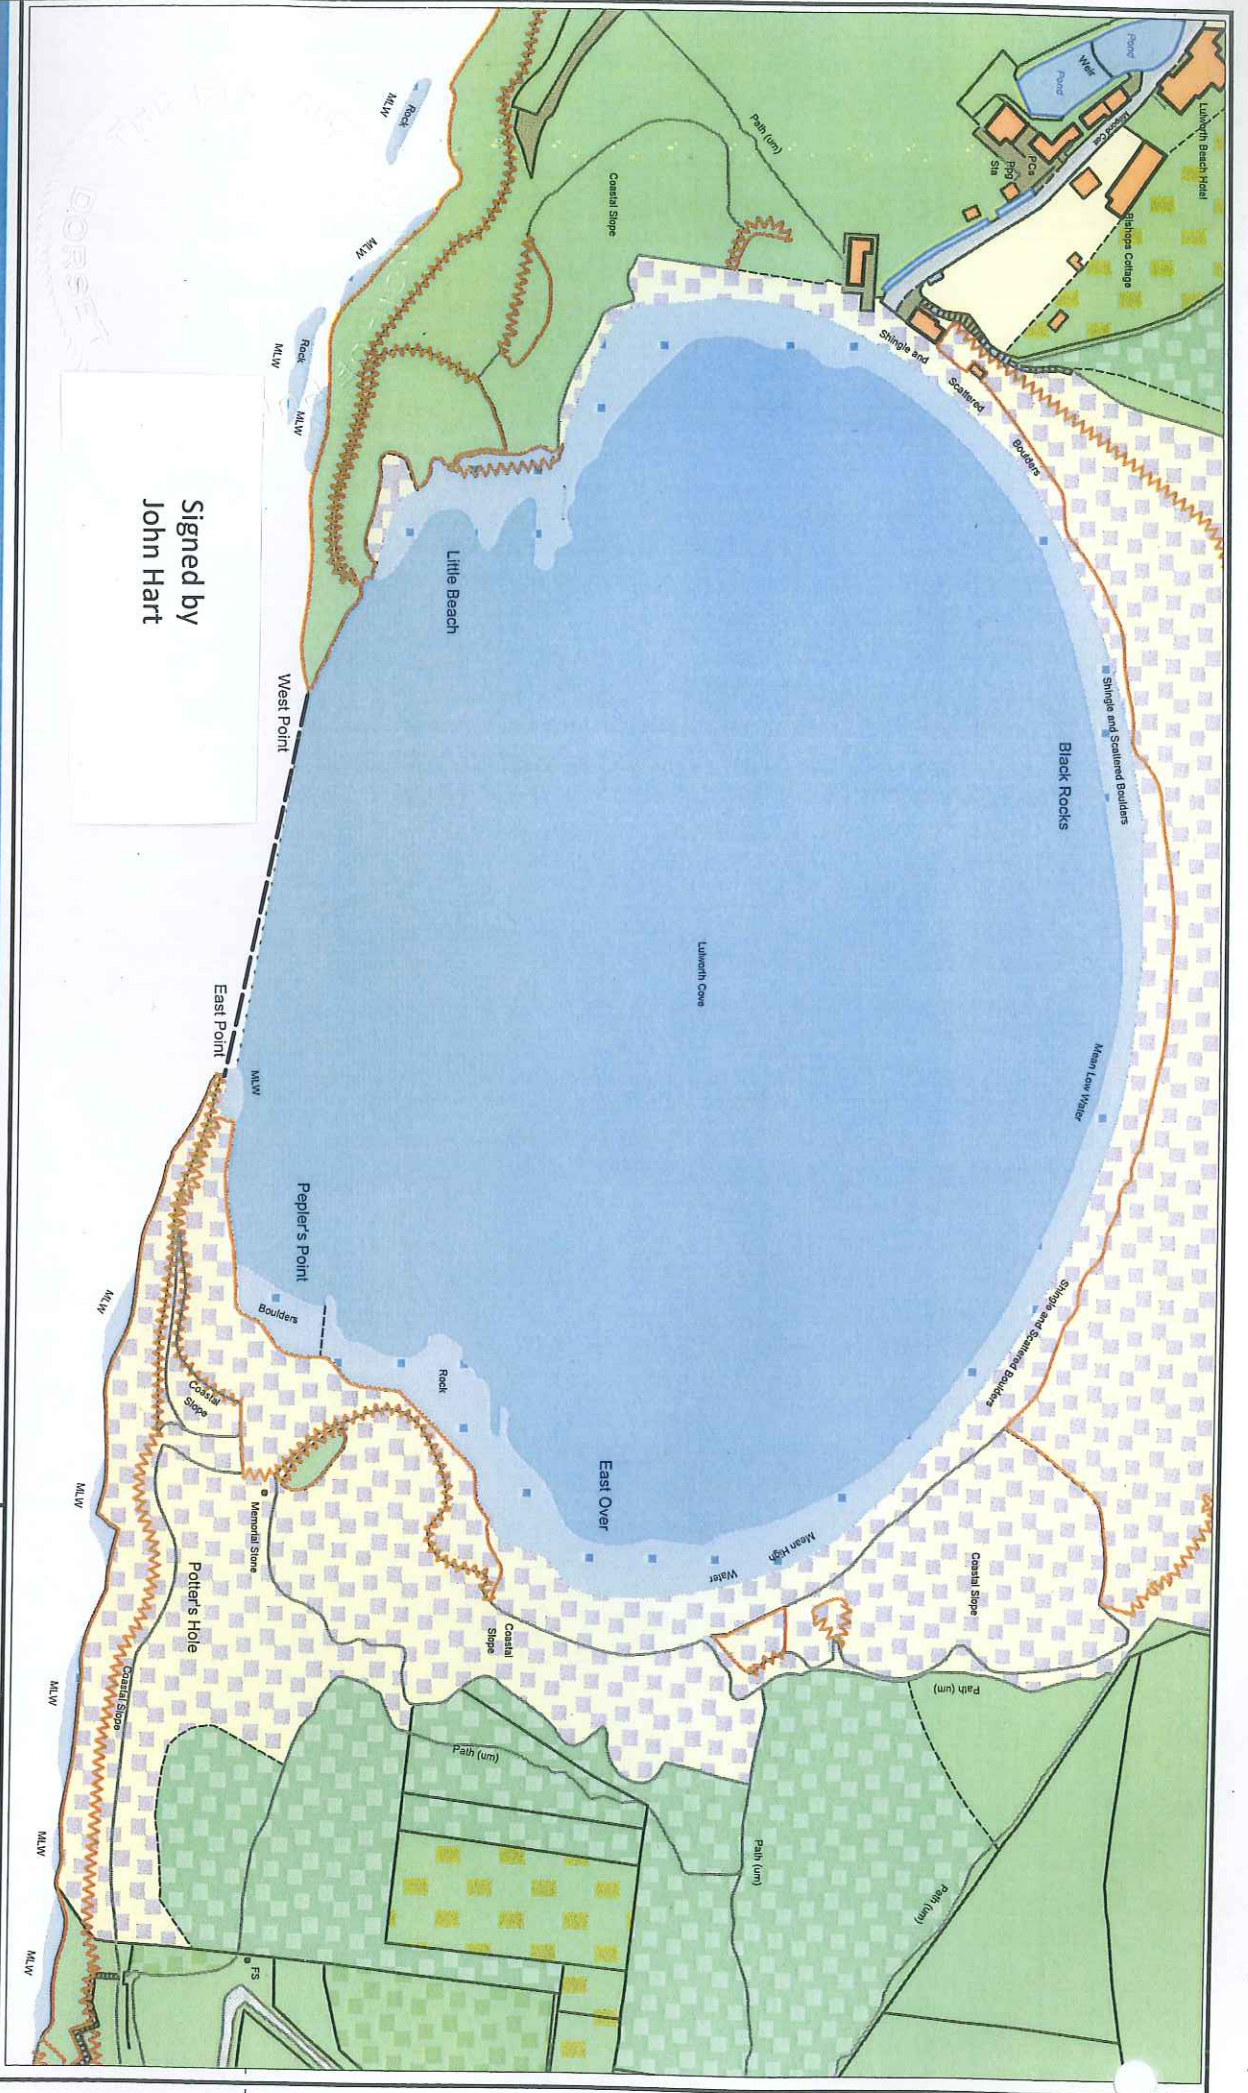 Pond
Weir
Pond
Lulworth Beach Hotel
Bishops Cottage
PCs
Ppg
Sta
Path (um)
Coastal Slope
Rock
MLW
MLW
Rock
MLW
MLW
Shingle and
Scattered
Boulders
Little Beach
Signed by
John Hart
West Point
Shingle and Scattered Boulders
Black Rocks
Lulworth Cove
Mean Low Water
East Point
MLW
Pepler's Point
Boulders
Rock
Shingle and Scattered Boulders
East Over
Mean High
Water
Coastal Slope
MLW
Coastal
Slope
MLW
Memorial Stone
Potter's Hole
Coastal
Slope
Coastal Slope
MLW
Path (um)
Path (um)
Path (um)
Path (um)
MLW
MLW
FS
DORSET